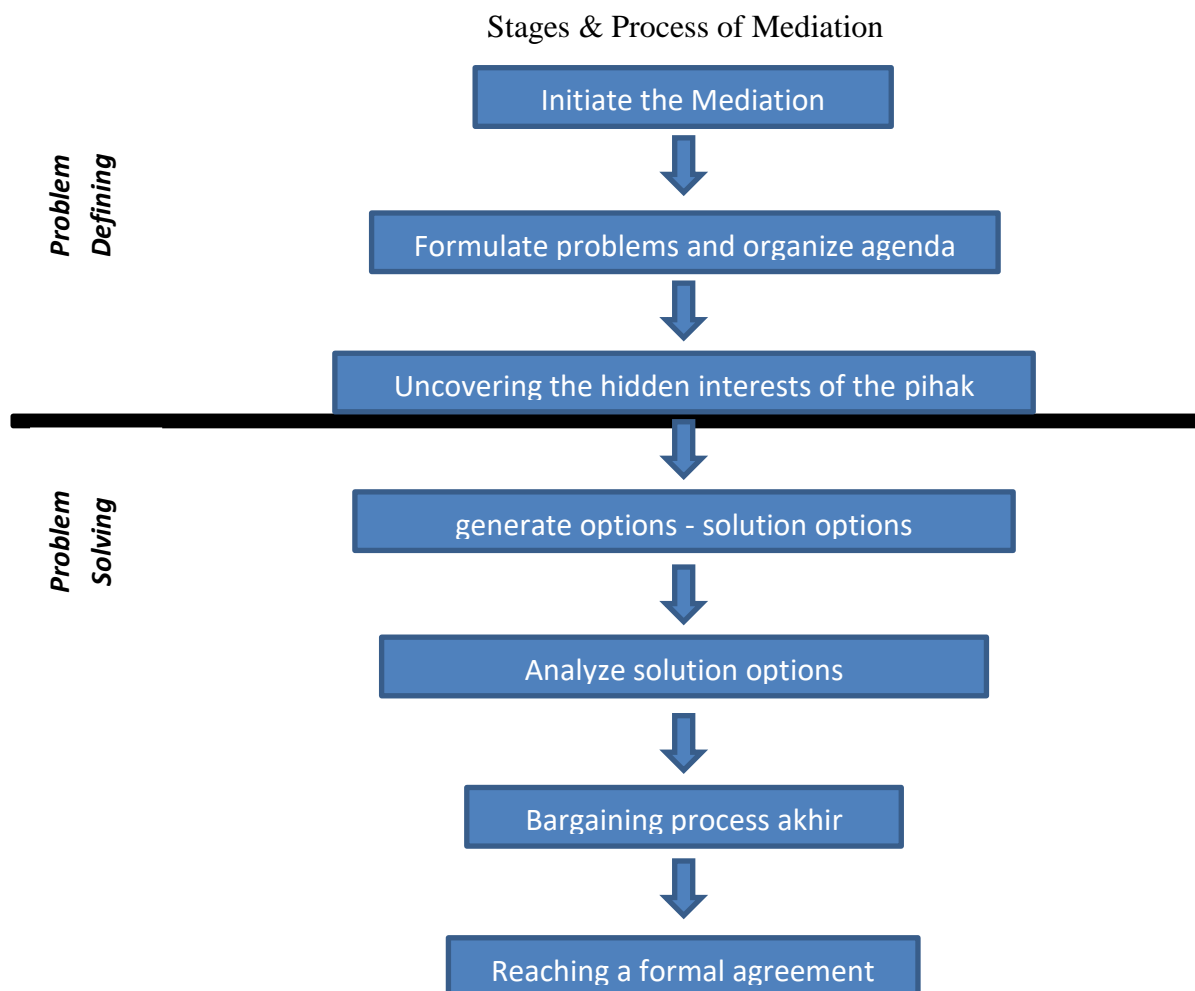 Stages & Process of Mediation
Initiate the Mediation
Problem
Defining
Formulate problems and organize agenda
Uncovering the hidden interests of the pihak
Problem
Solving
generate options - solution options
Analyze solution options
Bargaining process akhir
Reaching a formal agreement